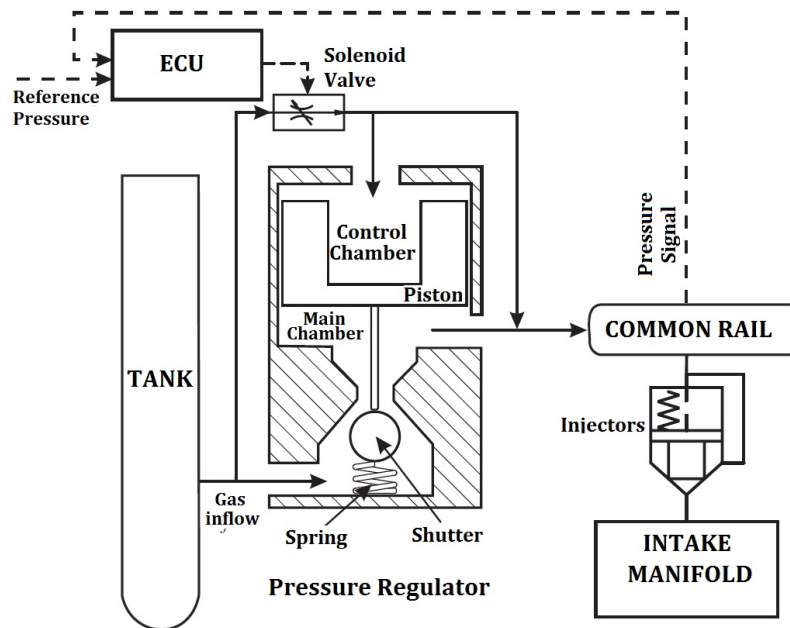 ECU
Solenoid
Valve
Reference
Pressure
Control
Chamber
Pressure
Signal
Piston
Main
Chamber
COMMON RAIL
TANK
Injectors
Gas
inflow
Spring
Shutter
INTAKE
MANIFOLD
Pressure Regulator